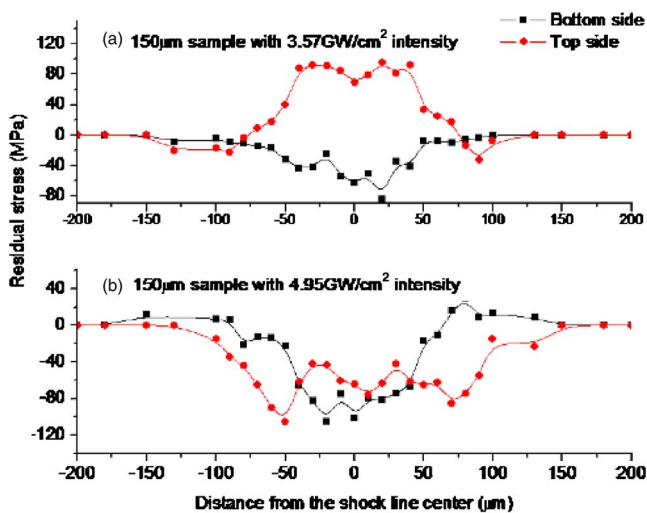 Bottom side
Top side
(a) 150μm sample with 3.57GW/cm² intensity
120
80
40
0
-40
-80
-200 -150 -100 -50 0 50 100 150 200
Residual stress (MPa)
(b) 150μm sample with 4.95GW/cm² intensity
40
0
-40
-80
-120
-200 -150 -100 -50 0 50 100 150 200
Distance from the shock line center (μm)